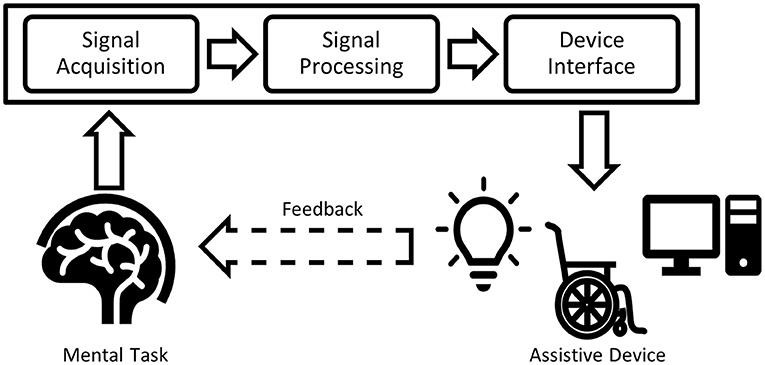 Signal
Acquisition
Signal
Processing
Device
Interface
Feedback
Mental Task
Assistive Device